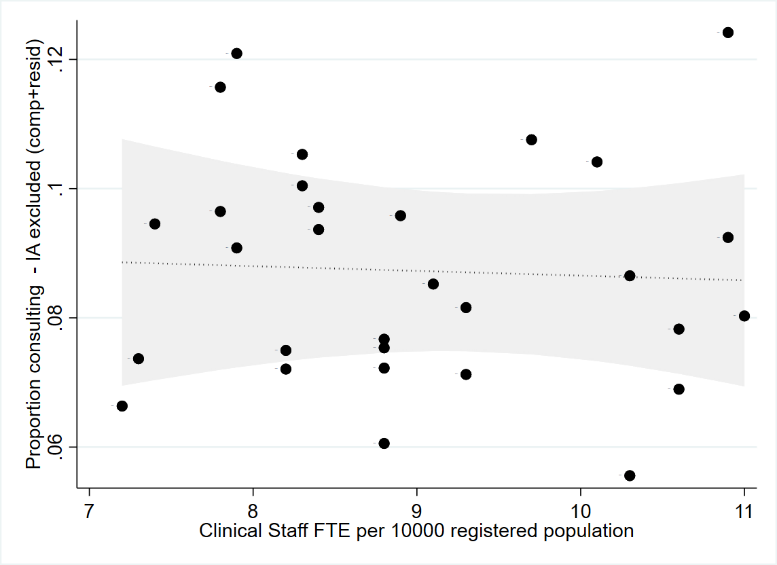 Proportion consulting  - IA excluded (comp+resid)
.12
.1
.08
.06
7 8 9 10 11
Clinical Staff FTE per 10000 registered population